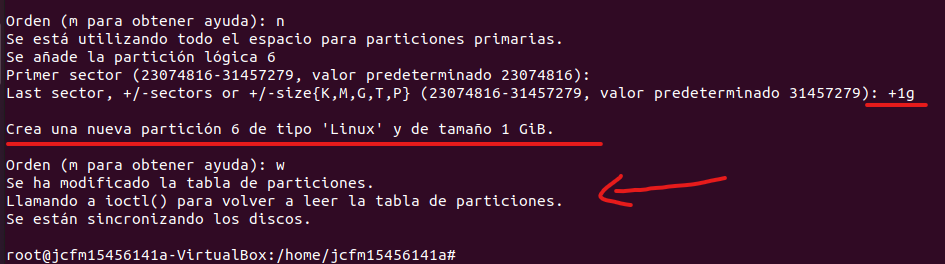 Orden (m para obtener ayuda): n
Se está utilizando todo el espacio para particiones primarias.
Se añade la partición lógica 6
Primer sector (23074816-31457279, valor predeterminado 23074816):
Last sector, +/-sectors or +/-size{K,M,G,T,P} (23074816-31457279, valor predeterminado 31457279): +1g
Crea una nueva partición 6 de tipo 'Linux' y de tamaño 1 GiB.
Orden (m para obtener ayuda): w
Se ha modificado la tabla de particiones.
Llamando a ioctl() para volver a leer la tabla de particiones.
Se están sincronizando los discos.
root@jcfm15456141a-VirtualBox:/home/jcfm15456141a#